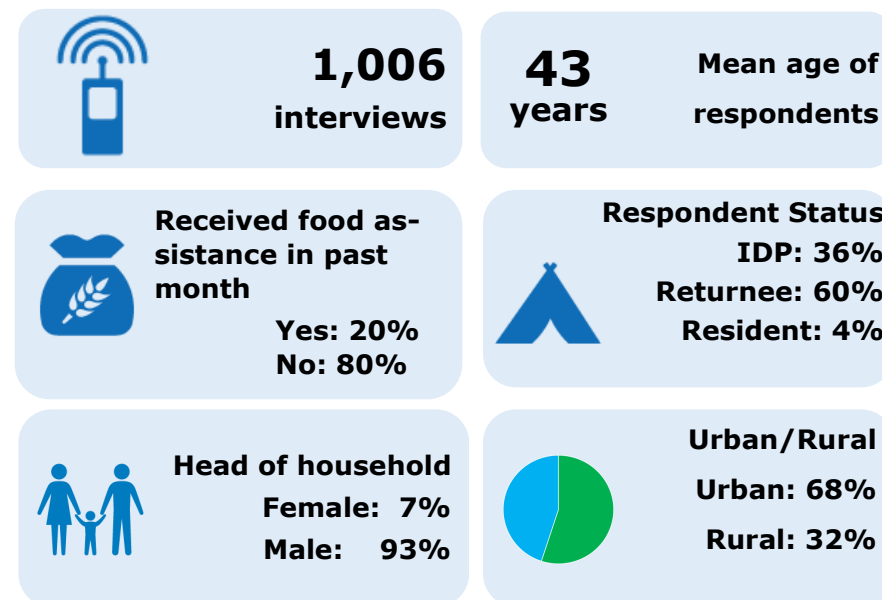 1,006
interviews
43
years
Mean age of
respondents
Received food as-
sistance in past
month
Yes: 20%
No: 80%
Respondent Status
IDP: 36%
Returnee: 60%
Resident: 4%
Head of household
Female: 7%
Male: 93%
Urban/Rural
Urban: 68%
Rural: 32%